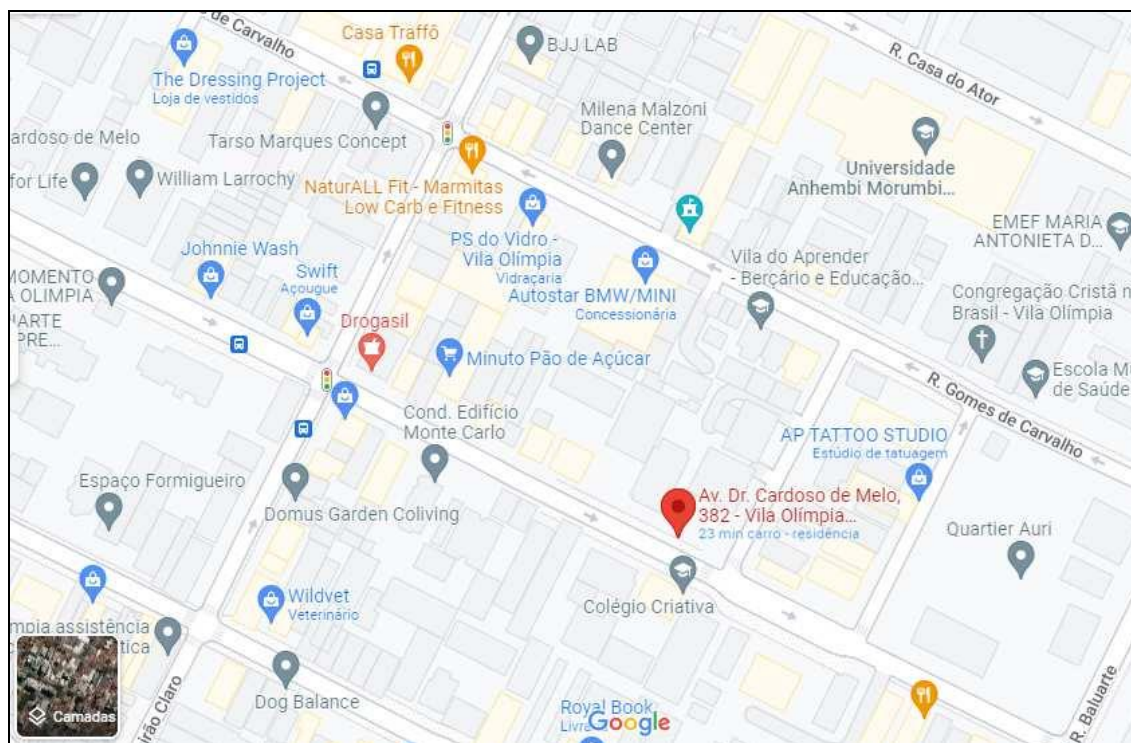 de Carvalho
Casa Traffô
BJJ LAB
R. Casa do Ator
The Dressing Project
Loja de vestidos
Tarso Marques Concept
Milena Malzoni
Dance Center
ardoso de Melo
for Life
William Larrochy
NaturALL Fit - Marmitas
Low Carb e Fitness
Universidade
Anhembi Morumbi...
EMEF MARIA
ANTONIETA D...
PS do Vidro -
Vila Olímpia
Vidraçaria
Johnnie Wash
Swift
Açougue
Autostar BMW/MINI
Concessionária
Vila do Aprender
- Berçário e Educação...
MOMENTO
A OLIMPIA
ARTE
PRE...
Congregação Cristã n
Brasil - Vila Olímpia
Drogasil
Minuto Pão de Açúcar
Escola Mu
de Saúde
R. Gomes de Carvalho
Cond. Edifício
Monte Carlo
AP TATTOO STUDIO
Estúdio de tatuagem
Espaço Formigueiro
Domus Garden Coliving
Av. Dr. Cardoso de Melo,
382 - Vila Olímpia...
23 min carro - residência
Quartier Auri
Colégio Criativa
Wildvet
Veterinário
mpia assistência
tica
Camadas
irão Claro
Dog Balance
Royal Book
Livre
Google
R. Baluarte